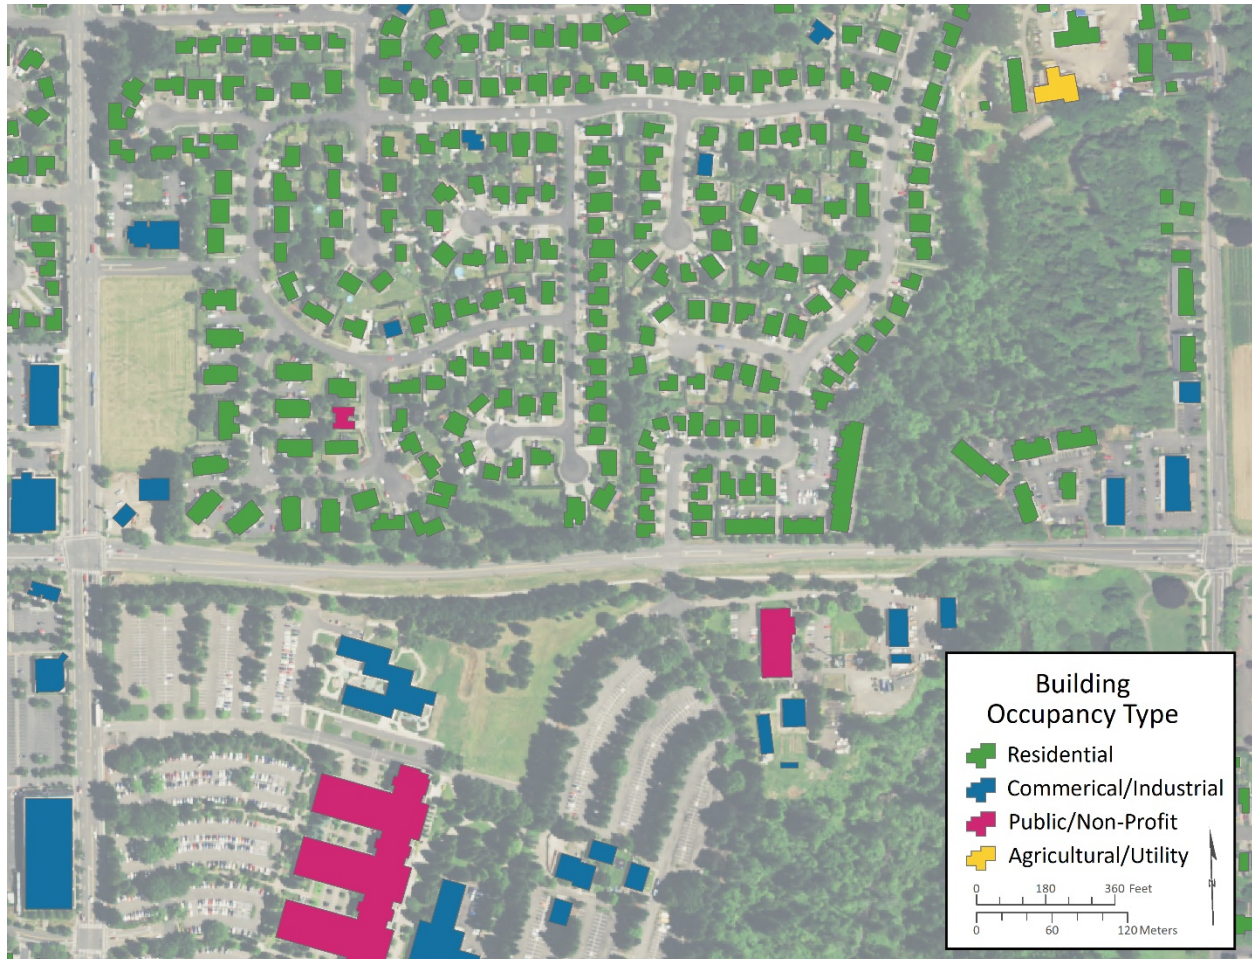 Building
Occupancy Type
Residential
Commerical/Industrial
Public/Non-Profit
Agricultural/Utility
0 180 360 Feet
0 60 120 Meters
N